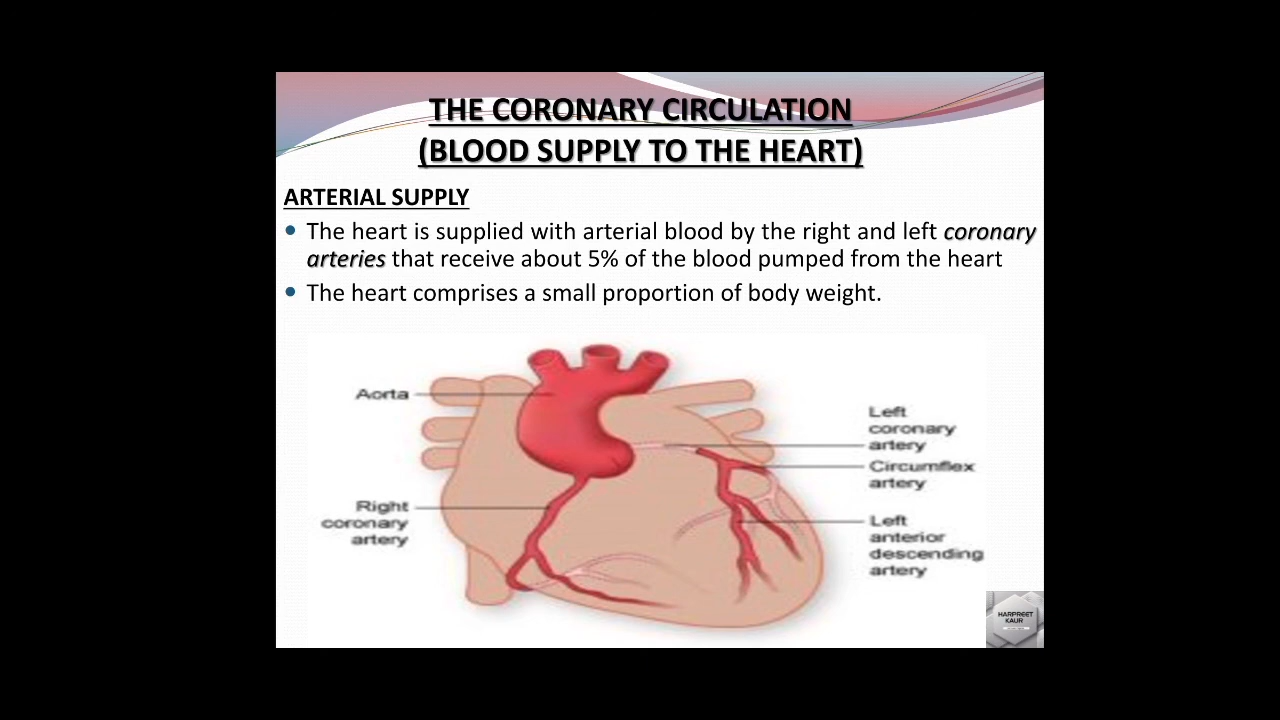 THE CORONARY CIRCULATION
(BLOOD SUPPLY TO THE HEART)
ARTERIAL SUPPLY
• The heart is supplied with arterial blood by the right and left coronary
arteries that receive about 5% of the blood pumped from the heart
• The heart comprises a small proportion of body weight.
Aorta
Right
coronary
artery
Left
coronary
artery
Circumflex
artery
Left
anterior
descending
artery
HARPREET
KAUR